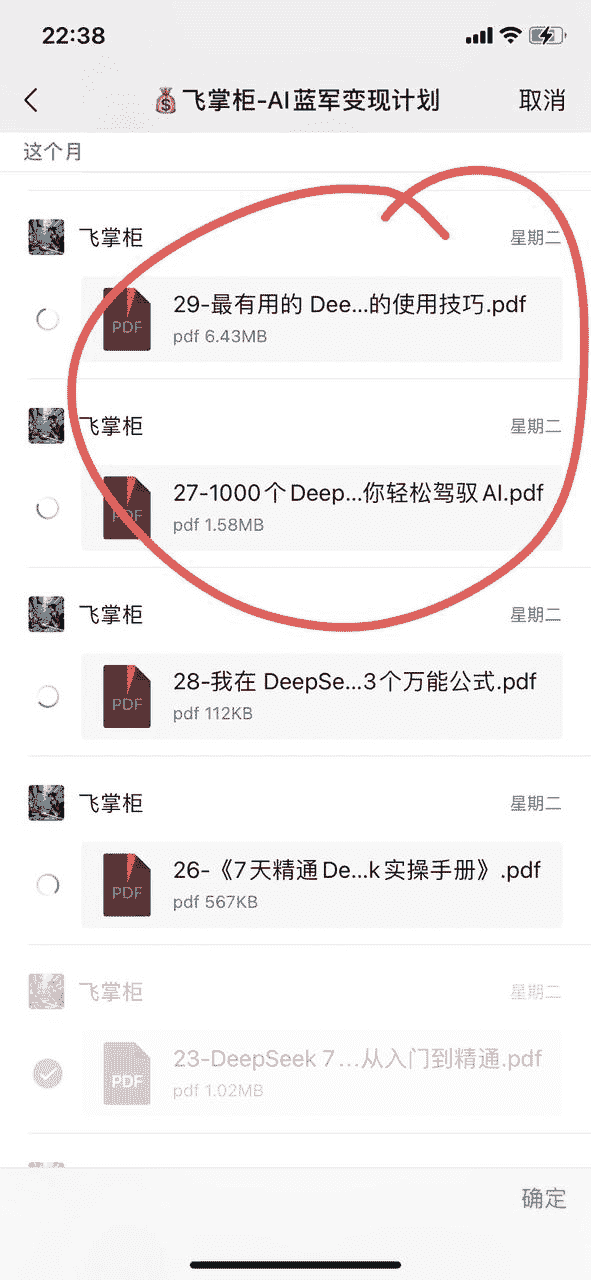 22:38
💰飞掌柜-AI蓝军变现计划
取消
这个月
飞掌柜
星期二
PDF
29-最有用的 Dee...的使用技巧.pdf
pdf 6.43MB
飞掌柜
星期二
PDF
27-1000个Deep...你轻松驾驭AI.pdf
pdf 1.58MB
飞掌柜
星期二
PDF
28-我在 DeepSe...3个万能公式.pdf
pdf 112KB
飞掌柜
星期二
PDF
26-《7天精通De...k实操手册》.pdf
pdf 567KB
飞掌柜
星期二
PDF
23-DeepSeek 7...从入门到精通.pdf
pdf 1.02MB
确定